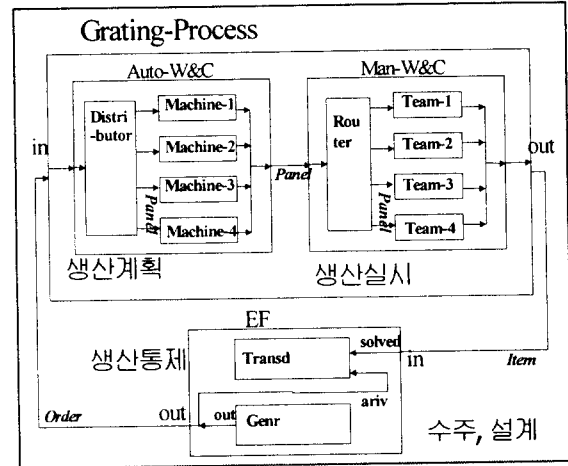 Grating-Process
Auto-W&C
Man-W&C
in
Distri
-butor
Machine-1
Machine-2
Machine-3
Machine-4
Panel
Panel
Rou
ter
Team-1
Team-2
Team-3
Team-4
Panel
out
생산계획
생산실시
EF
생산통제
Transd
solved
in
Item
ariv
Order
out
out
Genr
수주, 설계